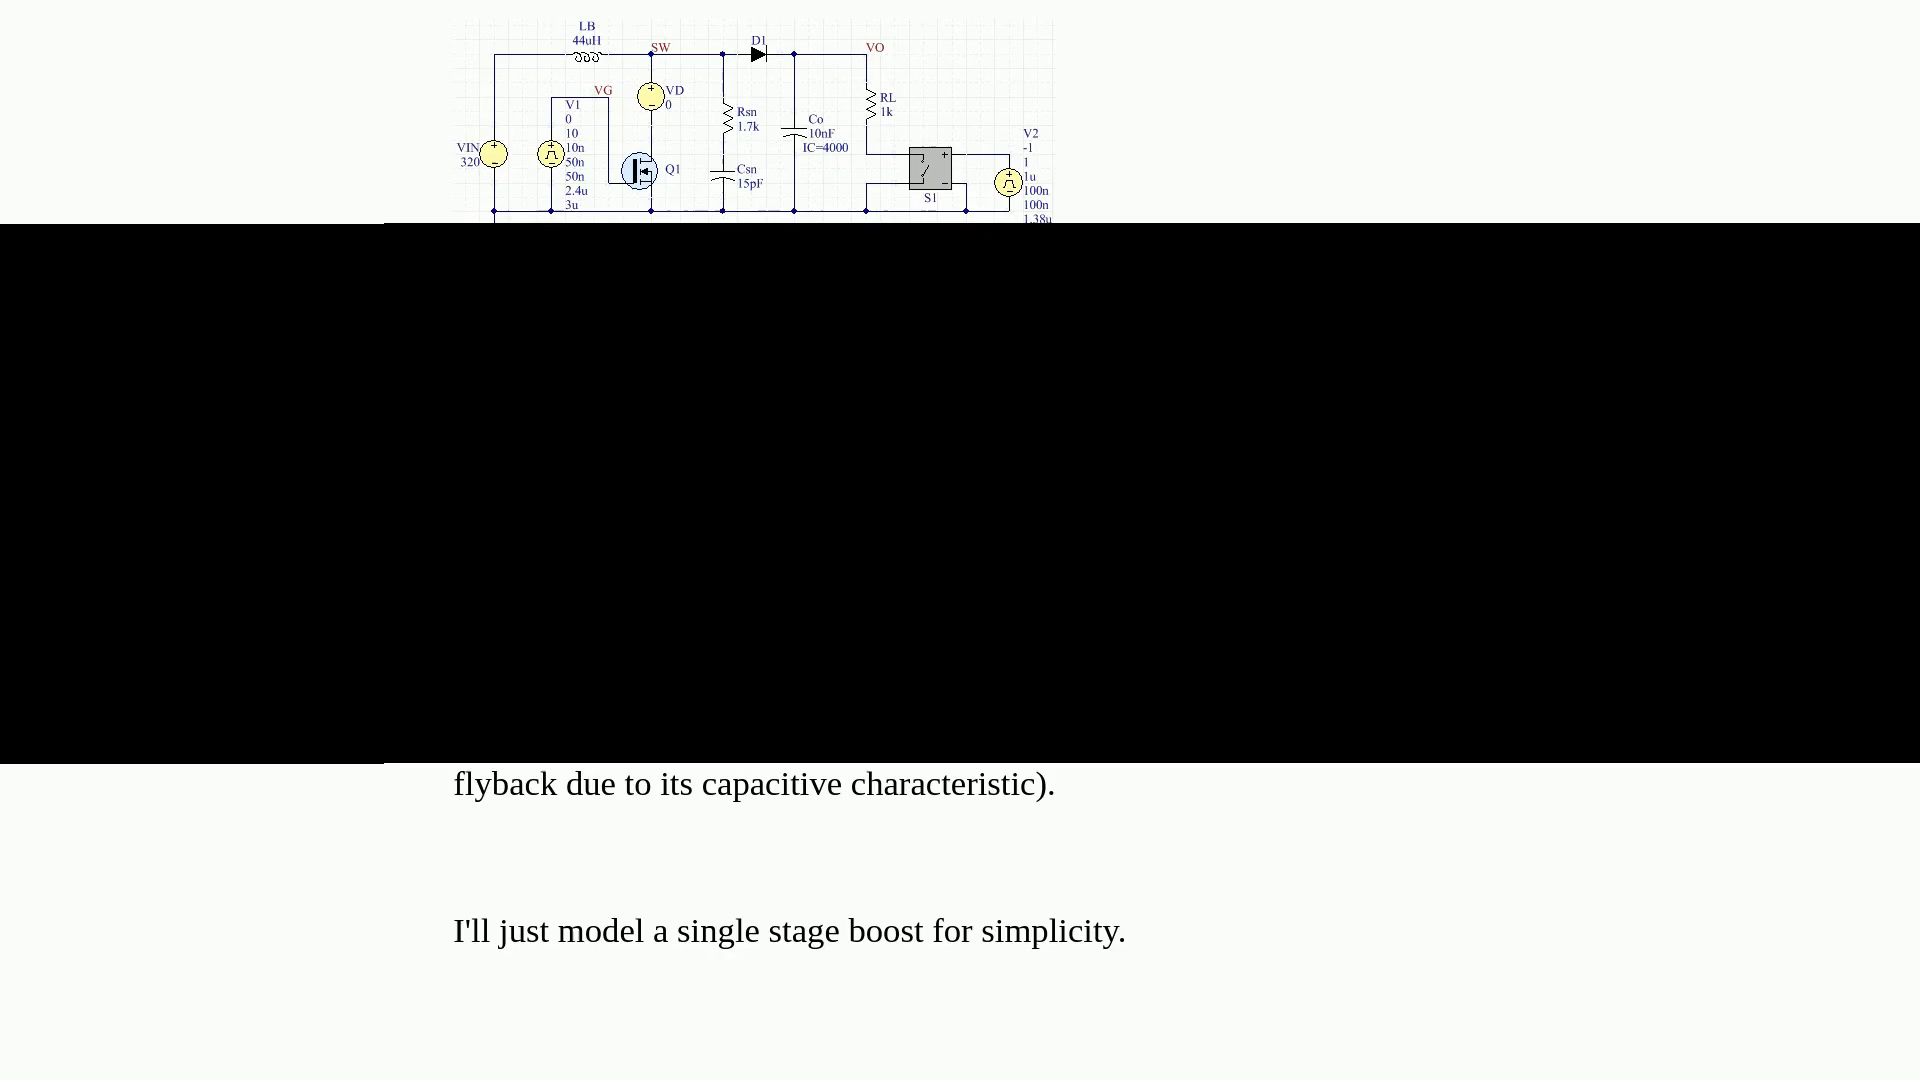 LB
44uH
SW
D1
VO
VG
VD
0
RL
1k
V1
0
10
10n
50n
50n
2.4u
3u
Rsn
1.7k
Co
10nF
IC=4000
VIN
320
Q1
Csn
15pF
S1
V2
-1
1
1u
100n
100n
1.38u
flyback due to its capacitive characteristic).
I'll just model a single stage boost for simplicity.